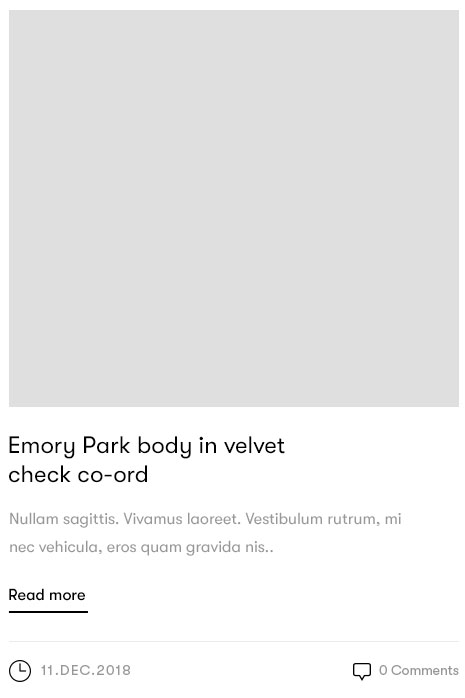 Emory Park body in velvet
check co-ord
Nullam sagittis. Vivamus laoreet. Vestibulum rutrum, mi
nec vehicula, eros quam gravida nis..
Read more
11.DEC.2018 0 Comments